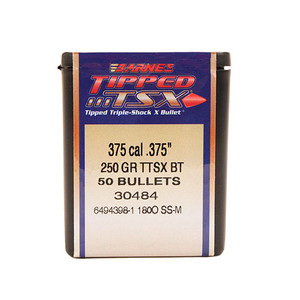 BARNES
TIPPED
TSX
Tipped Triple-Shock X Bullet
375 cal .375"
250 GR TTSX BT
50 BULLETS
30484
6494398-1 180O SS-M